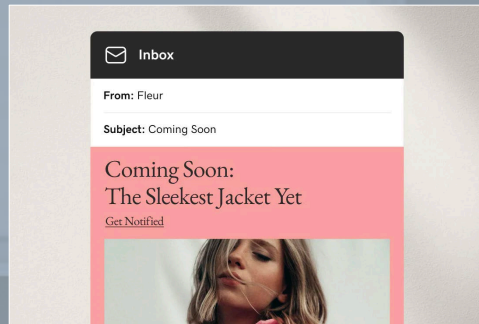 Inbox
From: Fleur
Subject: Coming Soon
Coming Soon:
The Sleekest Jacket Yet
Get Notified